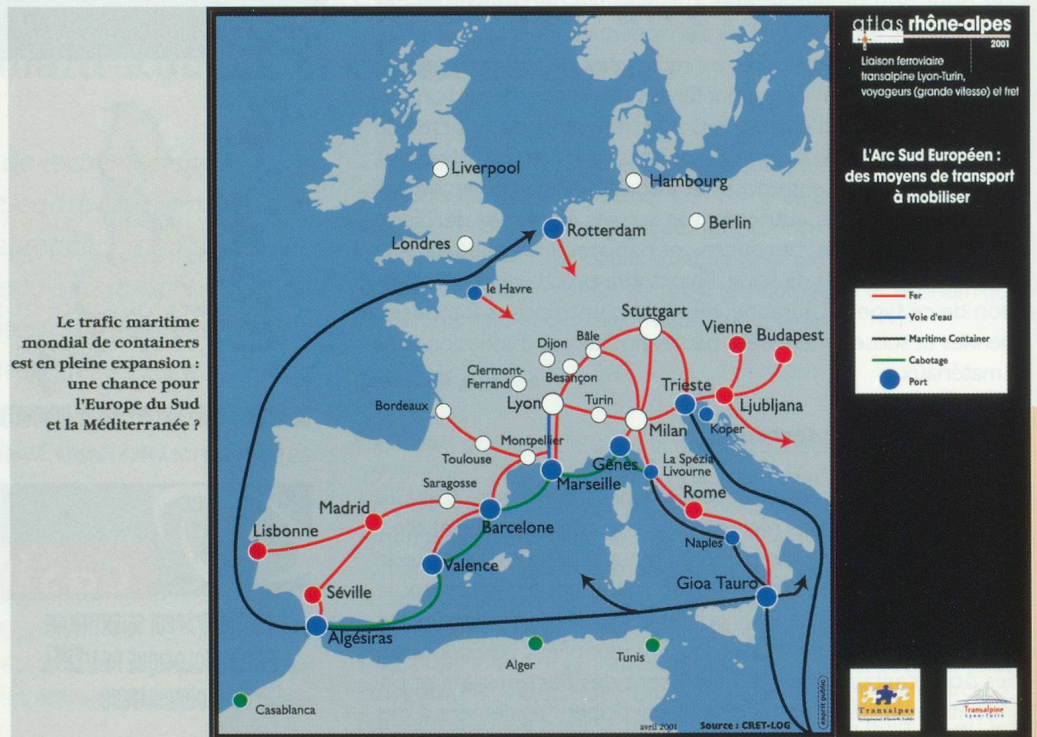 Le trafic maritime
mondial de containers
est en pleine expansion :
une chance pour
l'Europe du Sud
et la Méditerranée ?
Liverpool
Hambourg
Berlin
Londres
Rotterdam
le Havre
Stuttgart
Vienne
Budapest
Dijon
Bâle
Clermont-
Ferrand
Besançon
Trieste
Lyon
Turin
Ljubljana
Bordeaux
Milan
Koper
Montpellier
Toulouse
Gênes
La Spézia
Livourne
Marseille
Saragosse
Rome
Madrid
Barcelone
Lisbonne
Naples
Valence
Gioa Tauro
Séville
Algésiras
Alger
Tunis
Casablanca
avril 2001
Source : CRET-LOG
esprit public
atlas rhône-alpes
2001
Liaison ferroviaire
transalpine Lyon-Turin,
voyageurs (grande vitesse) et fret
L'Arc Sud Européen :
des moyens de transport
à mobiliser
Fer
Voie d'eau
Maritime Container
Cabotage
Port
Transalpes
Transalpine
Lyon-Turin